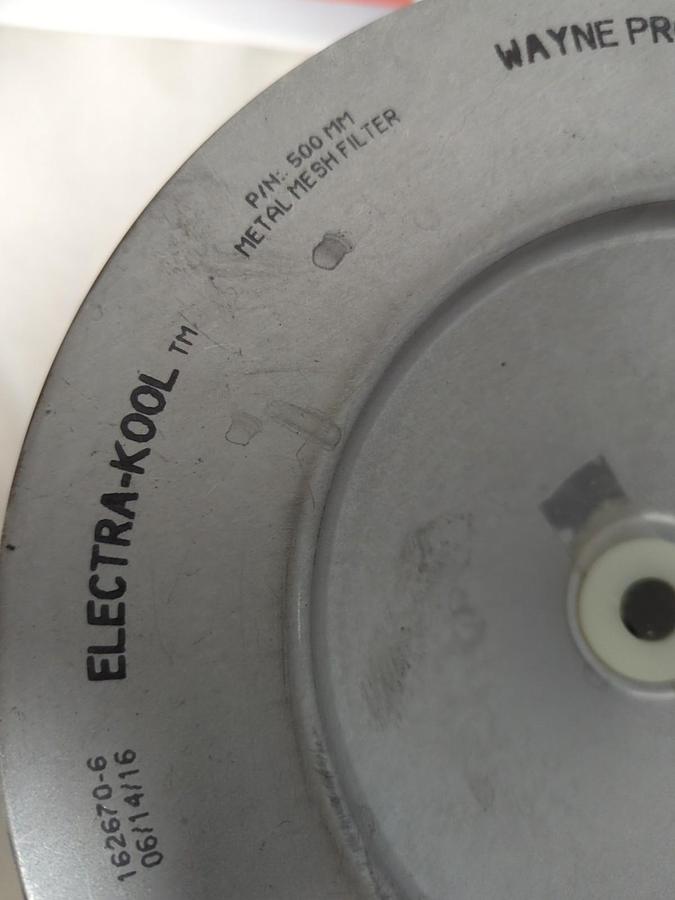 WAYNE PR
P/N: 500 MM
METAL MESH FILTER
ELECTRA-KOOL TM
162670-6
06/14/16